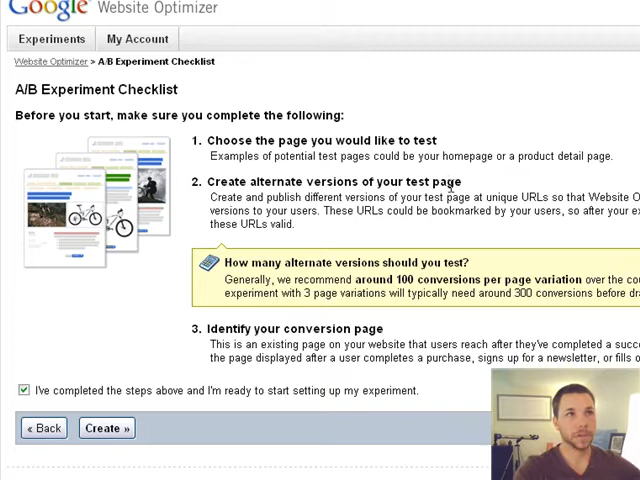 Google Website Optimizer
Experiments My Account
Website Optimizer > A/B Experiment Checklist
A/B Experiment Checklist
Before you start, make sure you complete the following:
1. Choose the page you would like to test
Examples of potential test pages could be your homepage or a product detail page.
2. Create alternate versions of your test page
Create and publish different versions of your test page at unique URLs so that Website O
versions to your users. These URLs could be bookmarked by your users, so after your e
these URLs valid.
How many alternate versions should you test?
Generally, we recommend around 100 conversions per page variation over the cou
experiment with 3 page variations will typically need around 300 conversions before dra
3. Identify your conversion page
This is an existing page on your website that users reach after they've completed a succe
the page displayed after a user completes a purchase, signs up for a newsletter, or fills o
I've completed the steps above and I'm ready to start setting up my experiment.
« Back Create »